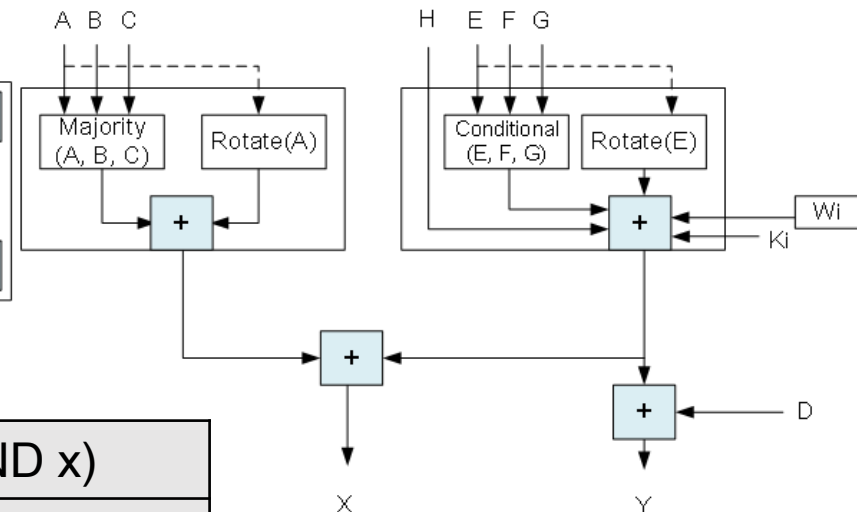 A B C
H E F G
Majority
(A, B, C)
Rotate(A)
Conditional
(E, F, G)
Rotate(E)
+
+
Wi
Ki
+
+
D
ND x)
X
Y